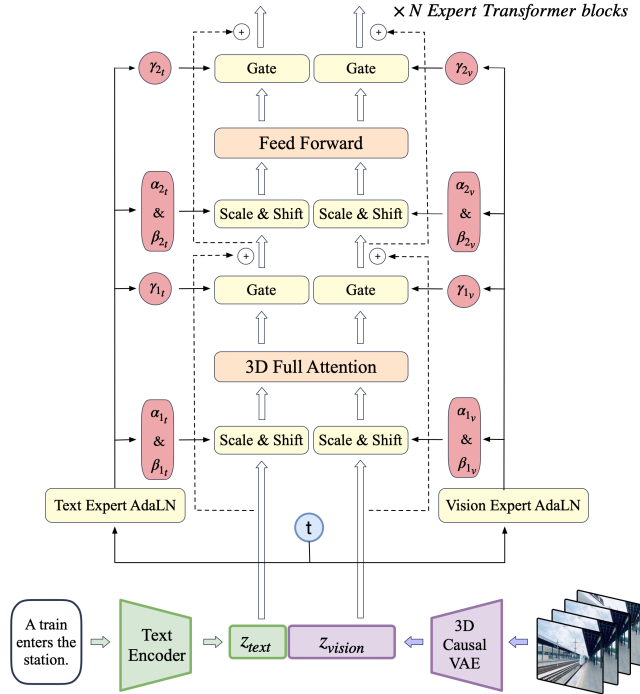 × N Expert Transformer blocks
+ +
γ2t Gate Gate γ2v
Feed Forward
α2t
&
β2t
Scale & Shift Scale & Shift
α2v
&
β2v
+ +
γ1t Gate Gate γ1v
3D Full Attention
α1t
&
β1t
Scale & Shift Scale & Shift
α1v
&
β1v
Text Expert AdaLN
Vision Expert AdaLN
t
A train
enters the
station.
Text
Encoder
ztext
zvision
3D
Causal
VAE